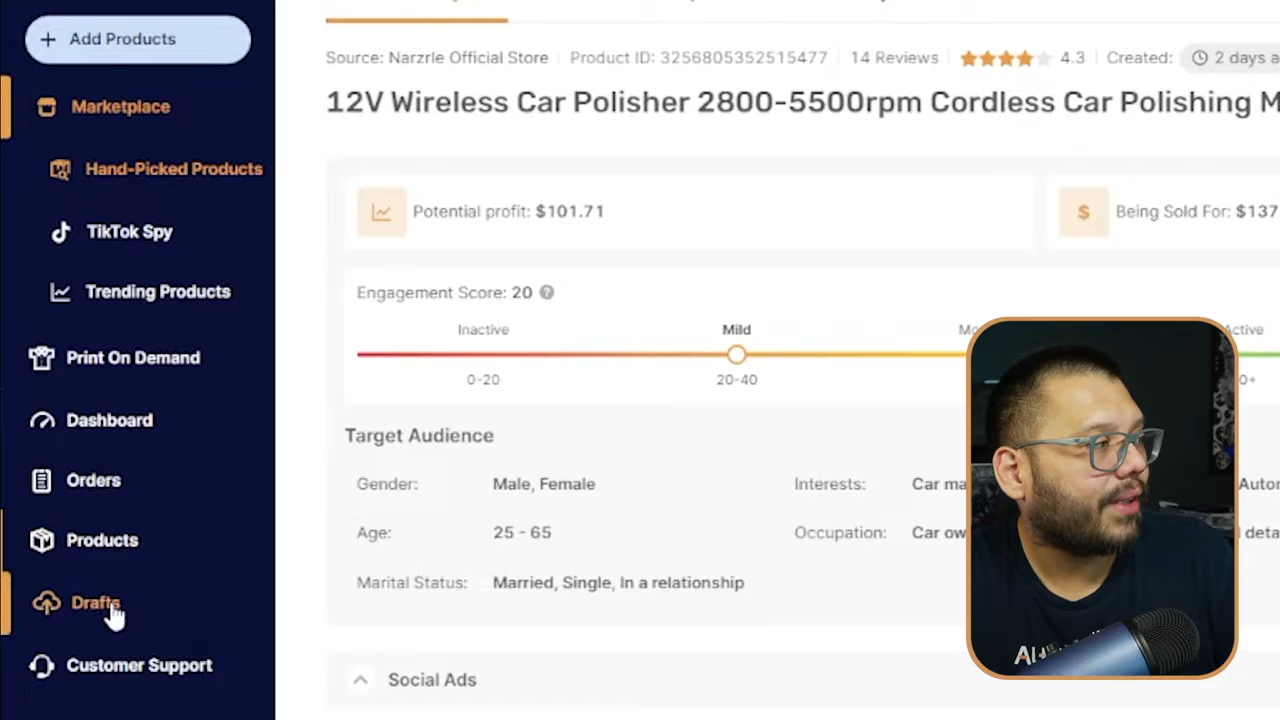 Add Products
Marketplace
Hand-Picked Products
TikTok Spy
Trending Products
Print On Demand
Dashboard
Orders
Products
Drafts
Customer Support
Source: Narzrle Official Store
Product ID: 3256805352515477
14 Reviews
4.3
Created:
2 days
12V Wireless Car Polisher 2800-5500rpm Cordless Car Polishing M
Potential profit: $101.71
$
Being Sold For: $137
Engagement Score: 20 ?
Inactive
Mild
Mo
Active
0-20
20-40
0+
Target Audience
Gender:
Male, Female
Interests:
Car ma
Age:
25 - 65
Occupation:
Car ow
Marital Status:
Married, Single, In a relationship
Social Ads